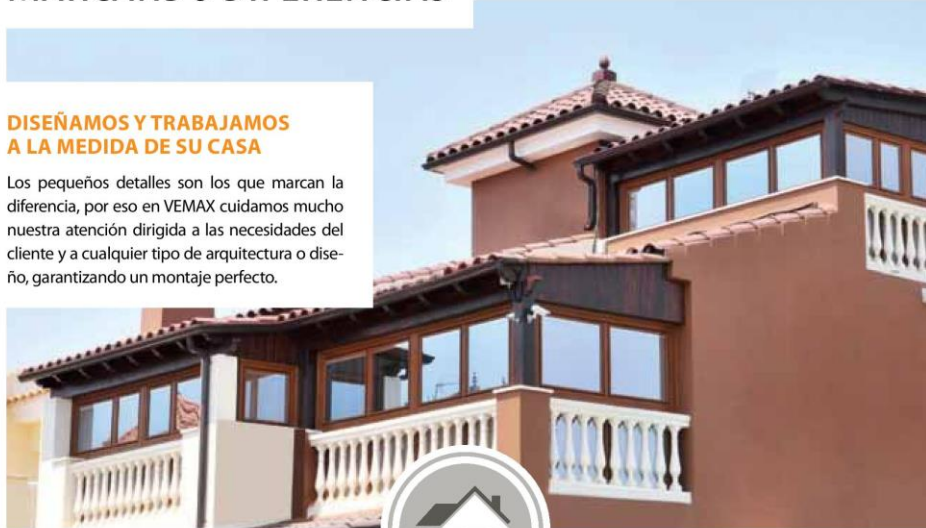 DISEÑAMOS Y TRABAJAMOS
A LA MEDIDA DE SU CASA
Los pequeños detalles son los que marcan la
diferencia, por eso en VEMAX cuidamos mucho
nuestra atención dirigida a las necesidades del
cliente y a cualquier tipo de arquitectura o dise-
ño, garantizando un montaje perfecto.